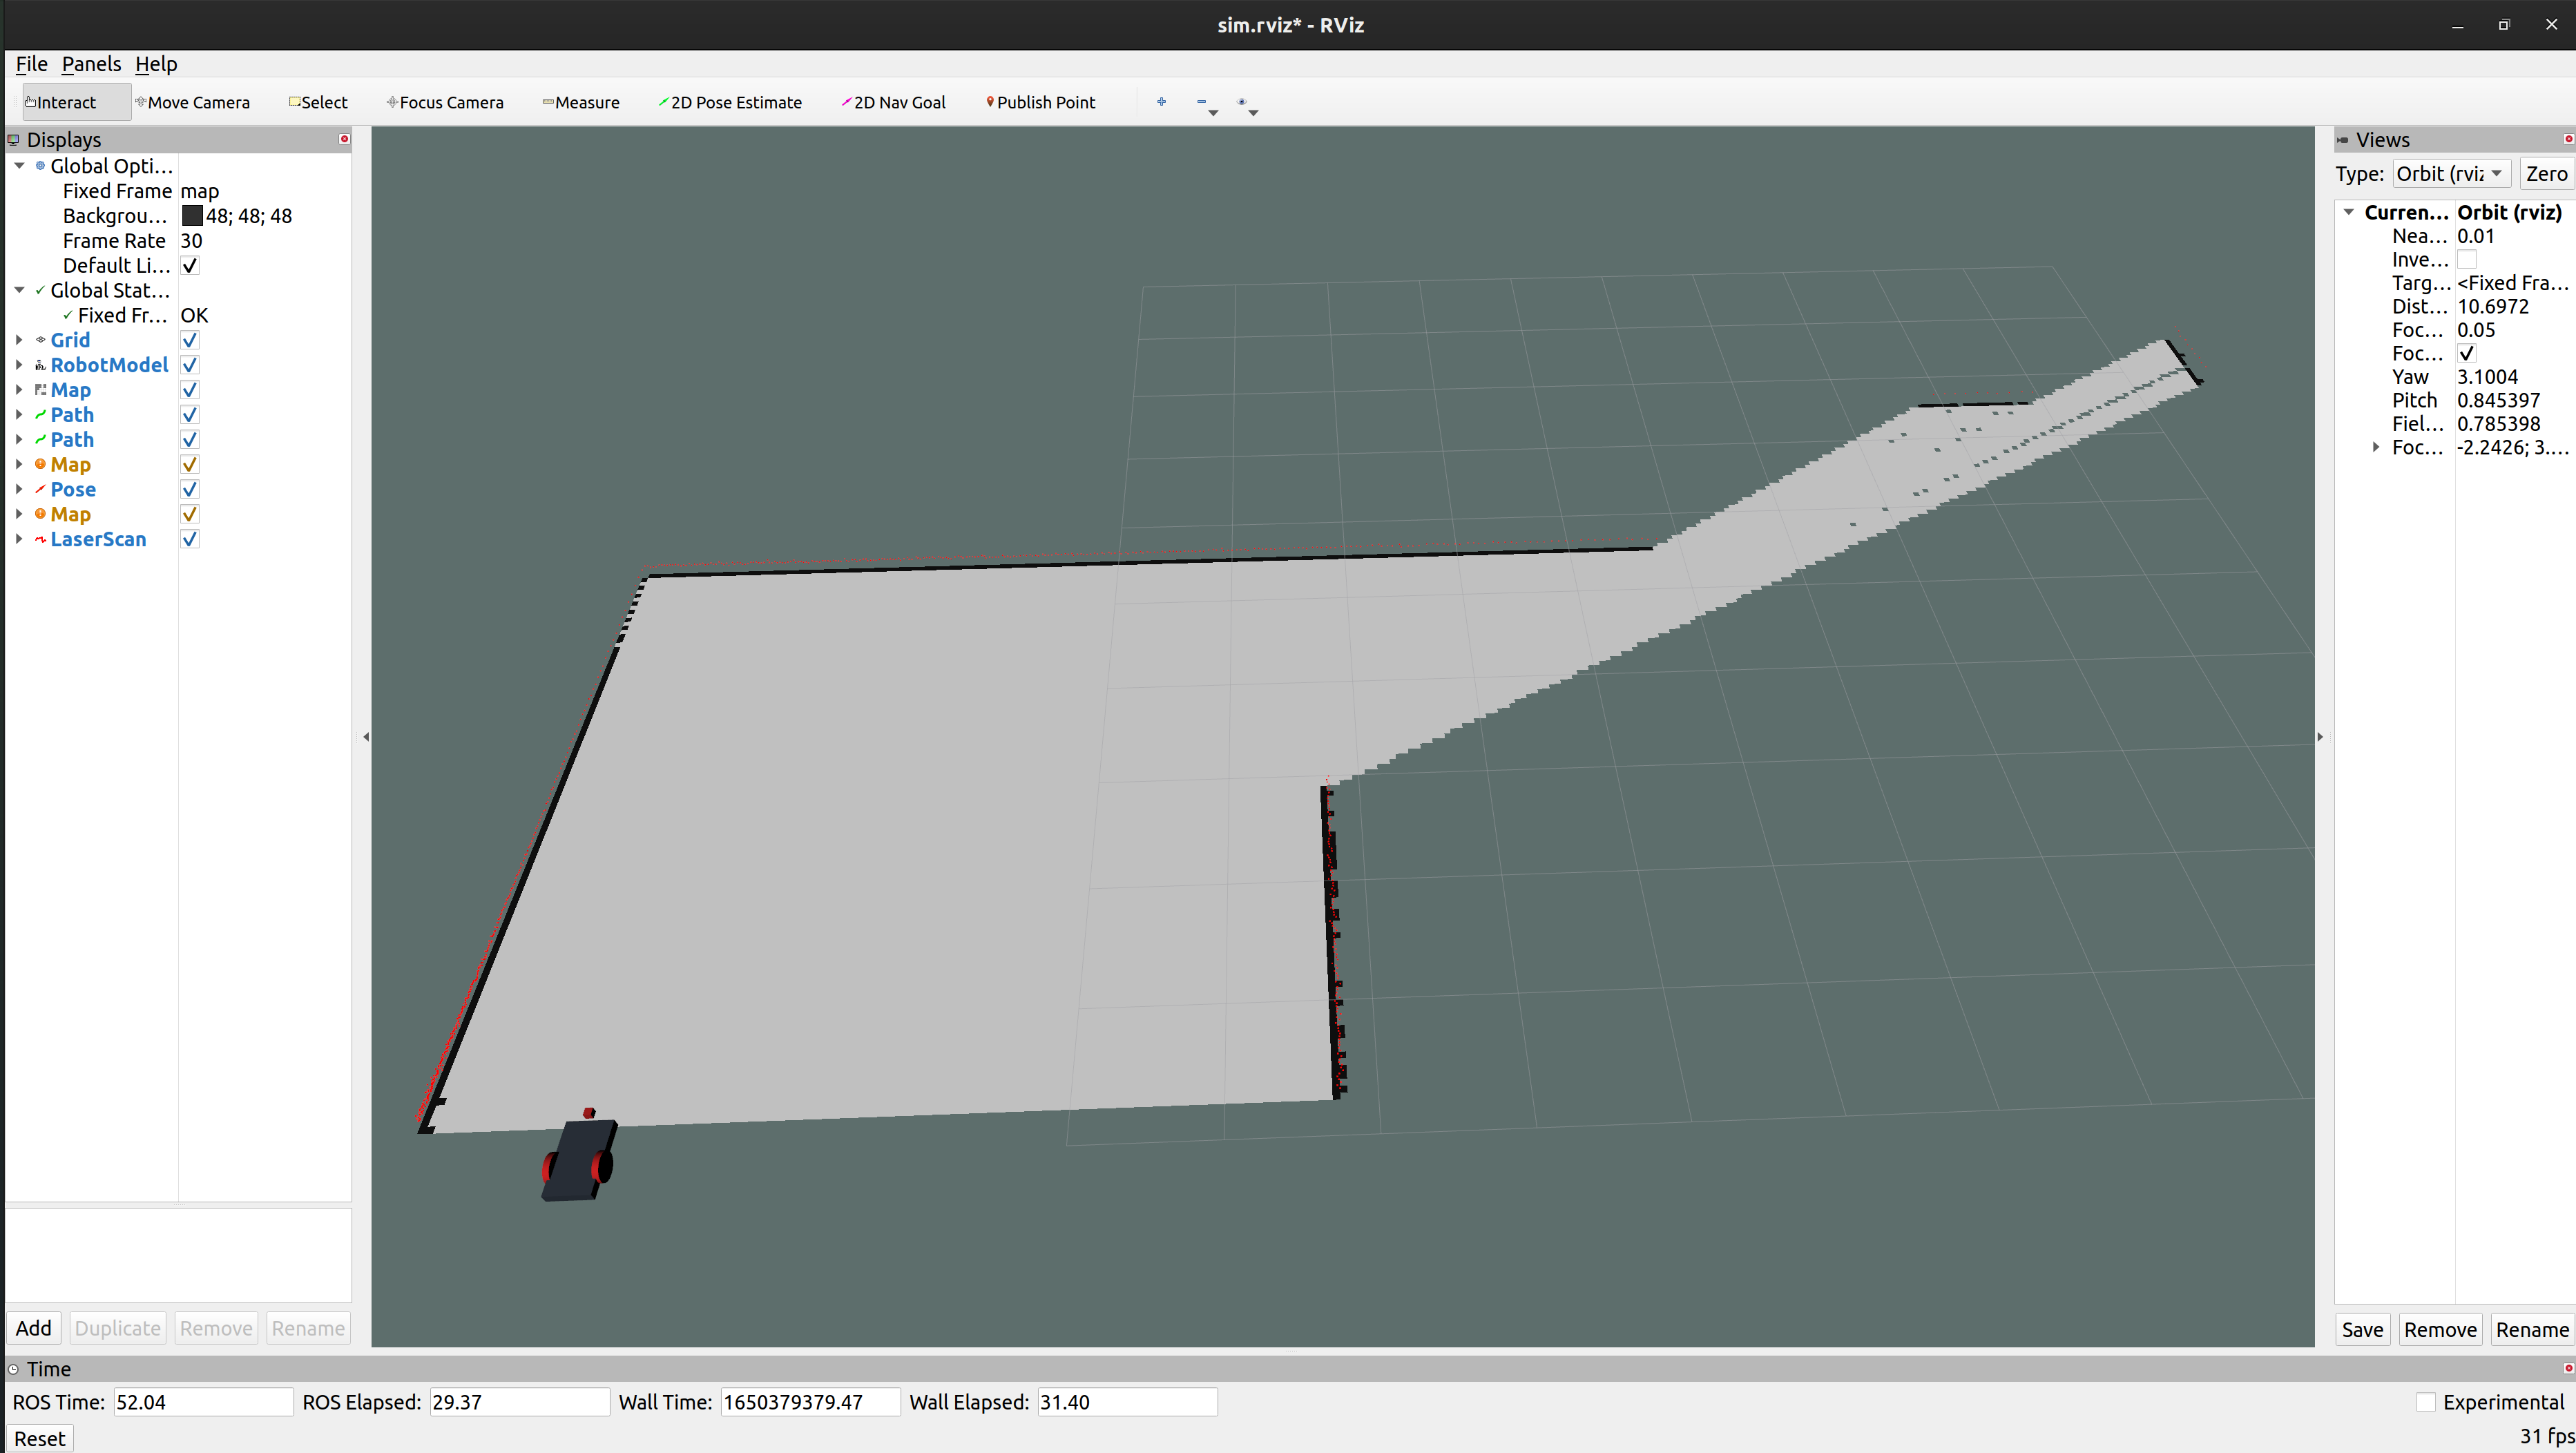 sim.rviz* - RViz
File Panels Help
Interact Move Camera Select Focus Camera Measure 2D Pose Estimate 2D Nav Goal Publish Point
Displays
Global Opti...
Fixed Frame map
Backgrou... 48; 48; 48
Frame Rate 30
Default Li...
Global Stat...
Fixed Fr... OK
Grid
RobotModel
Map
Path
Path
Map
Pose
Map
LaserScan
Add Duplicate Remove Rename
Views
Type: Orbit (rviz Zero
Curren... Orbit (rviz)
Nea... 0.01
Inve...
Targ... <Fixed Fra...
Dist... 10.6972
Foc... 0.05
Foc...
Yaw 3.1004
Pitch 0.845397
Fiel... 0.785398
Foc... -2.2426; 3....
Save Remove Rename
Time
ROS Time: 52.04 ROS Elapsed: 29.37 Wall Time: 1650379379.47 Wall Elapsed: 31.40 Experimental
Reset 31 fps